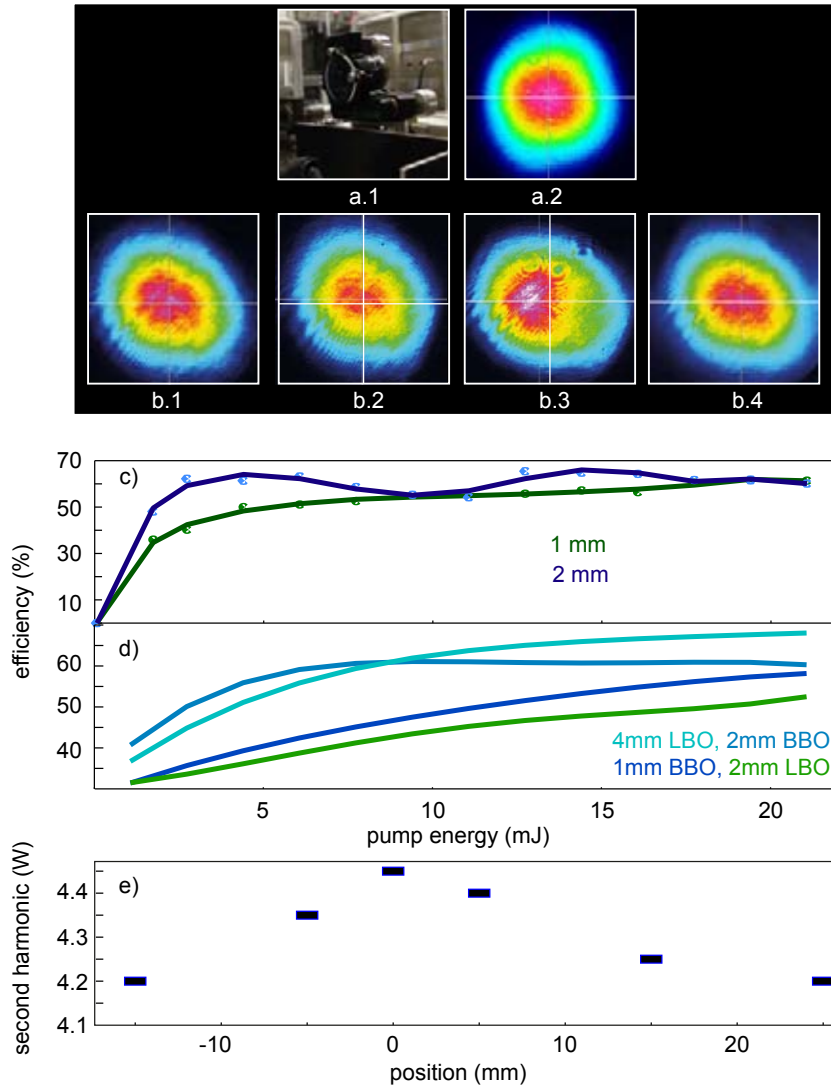 a.1 a.2
b.1 b.2 b.3 b.4
c)
70
50
30
10
1 mm
2 mm
efficiency (%)
d)
60
50
40
4mm LBO, 2mm BBO
1mm BBO, 2mm LBO
5 10 15 20
pump energy (mJ)
e)
second harmonic (W)
4.4
4.3
4.2
4.1
-10 0 10 20
position (mm)